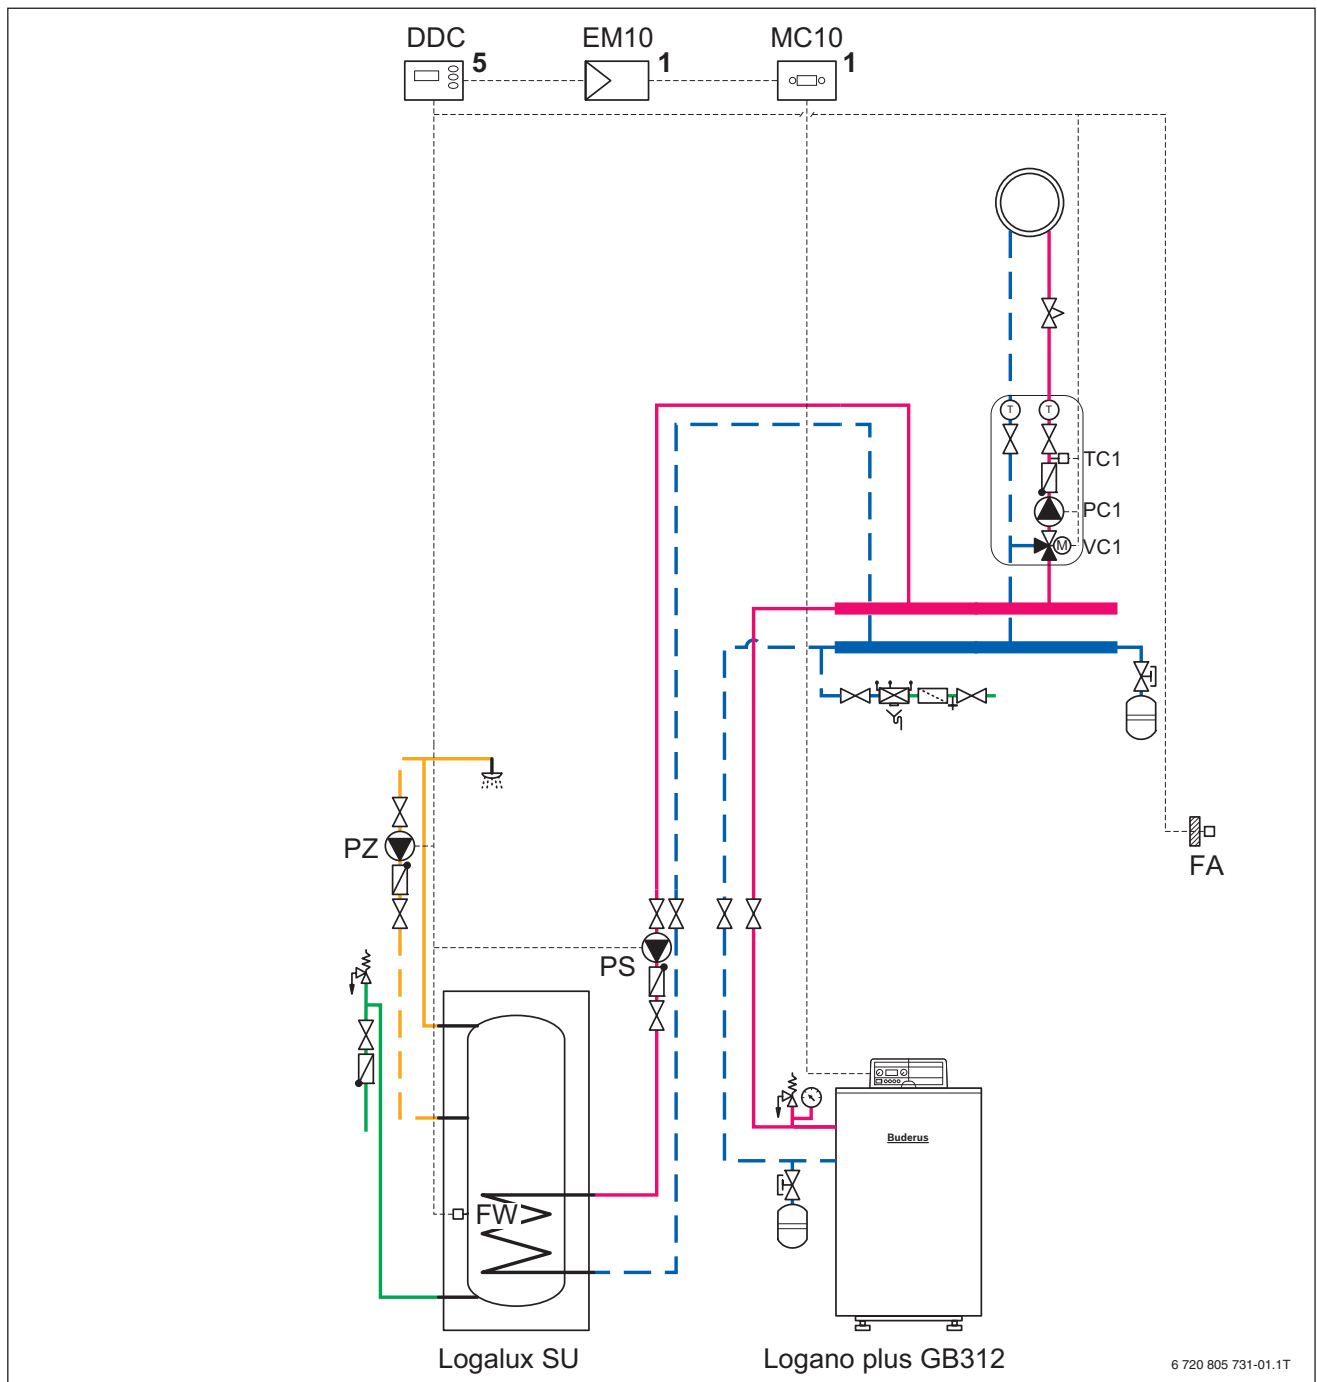 DDC
5
EM10
1
MC10
1
T
T
TC1
PC1
M
VC1
PZ
FA
PS
Buderus
FW
Logalux SU
Logano plus GB312
6 720 805 731-01.1T